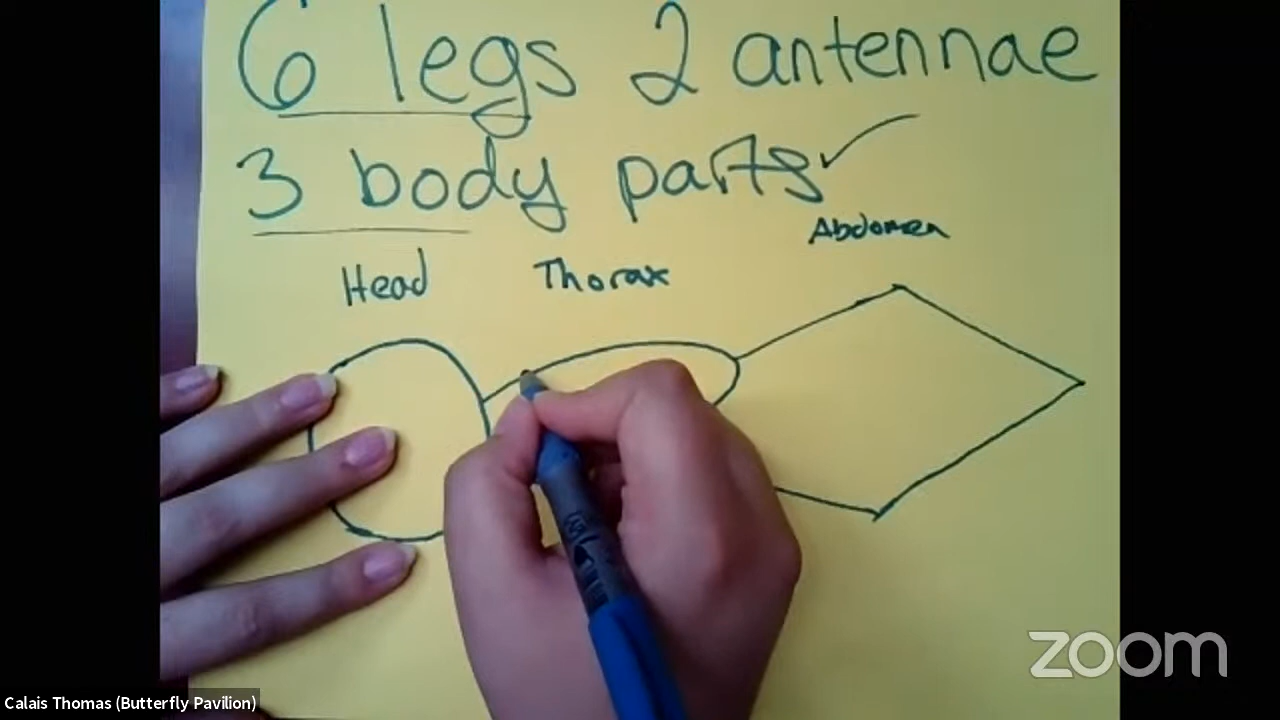 6 legs 2 antennae
3 body parts
Abdomen
Head
Thorax
zoom
Calais Thomas (Butterfly Pavilion)